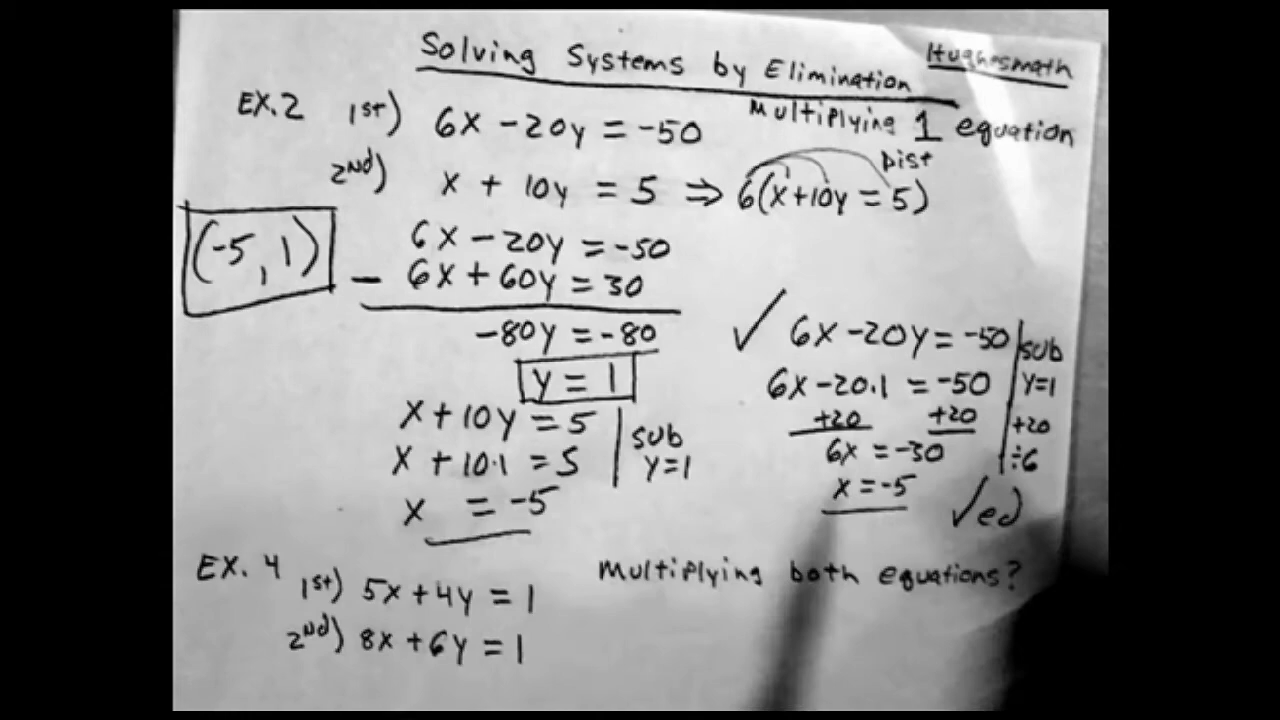 Solving Systems by Elimination Hughesmath
Multiplying 1 equation
EX.2 1st) 6x - 20y = -50
2nd) x + 10y = 5 ⇒ 6(x+10y = 5) Dist
(-5, 1)
6x - 20y = -50
- 6x + 60y = 30
-80y = -80
y = 1
x + 10y = 5 | sub
x + 10·1 = 5 | y=1
x = -5
✓ 6x - 20y = -50 | sub
6x - 20·1 = -50 | y=1
+20 +20 | +20
6x = -30 | ÷6
x = -5 ✓ed
EX. 4 Multiplying both equations?
1st) 5x + 4y = 1
2nd) 8x + 6y = 1